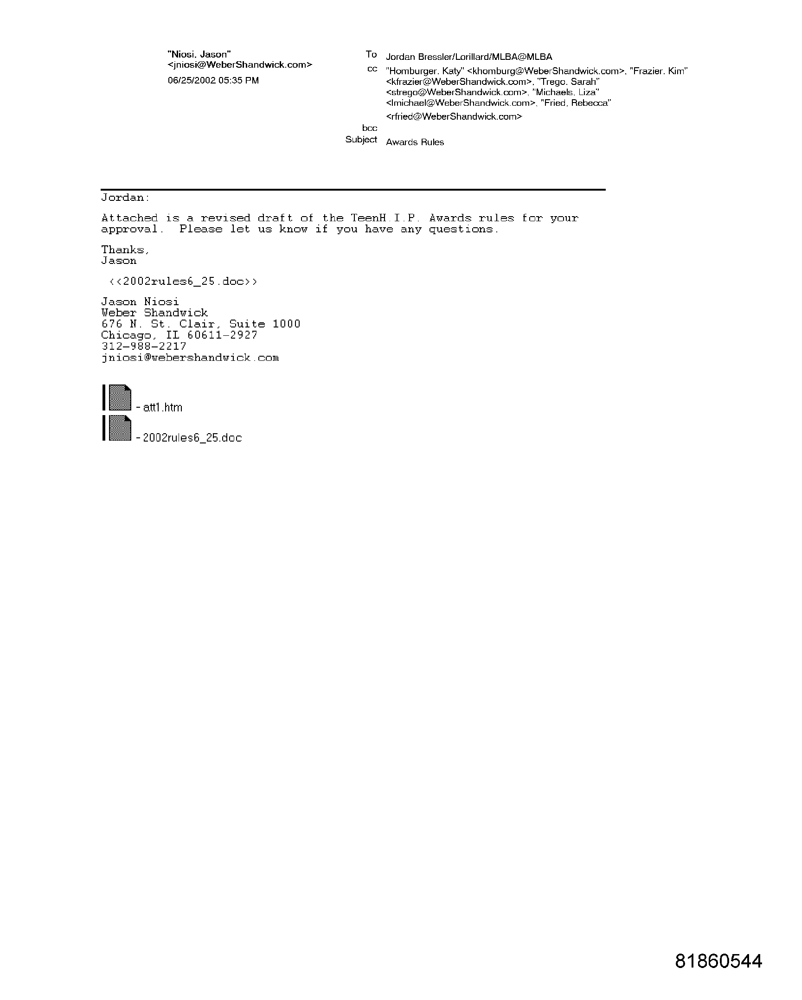 "Niosi, Jason"
<jniosi@WeberShandwick.com>
06/25/2002 05:35 PM
To Jordan Bressler/Lorillard/MLBA@MLBA
cc "Homburger, Katy" <khomburg@WeberShandwick.com>, "Frazier, Kim"
<kfrazier@WeberShandwick.com>, "Trego, Sarah"
<strego@WeberShandwick.com>, "Michaels, Liza"
<lmichael@WeberShandwick.com>, "Fried, Rebecca"
<rfried@WeberShandwick.com>
bcc
Subject Awards Rules
Jordan:
Attached is a revised draft of the TeenH.I.P. Awards rules for your
approval. Please let us know if you have any questions.
Thanks,
Jason
<<2002rules6_25.doc>>
Jason Niosi
Weber Shandwick
676 N. St. Clair, Suite 1000
Chicago, IL 60611-2927
312-988-2217
jniosi@webershandwick.com
- att1.htm
- 2002rules6_25.doc
81860544